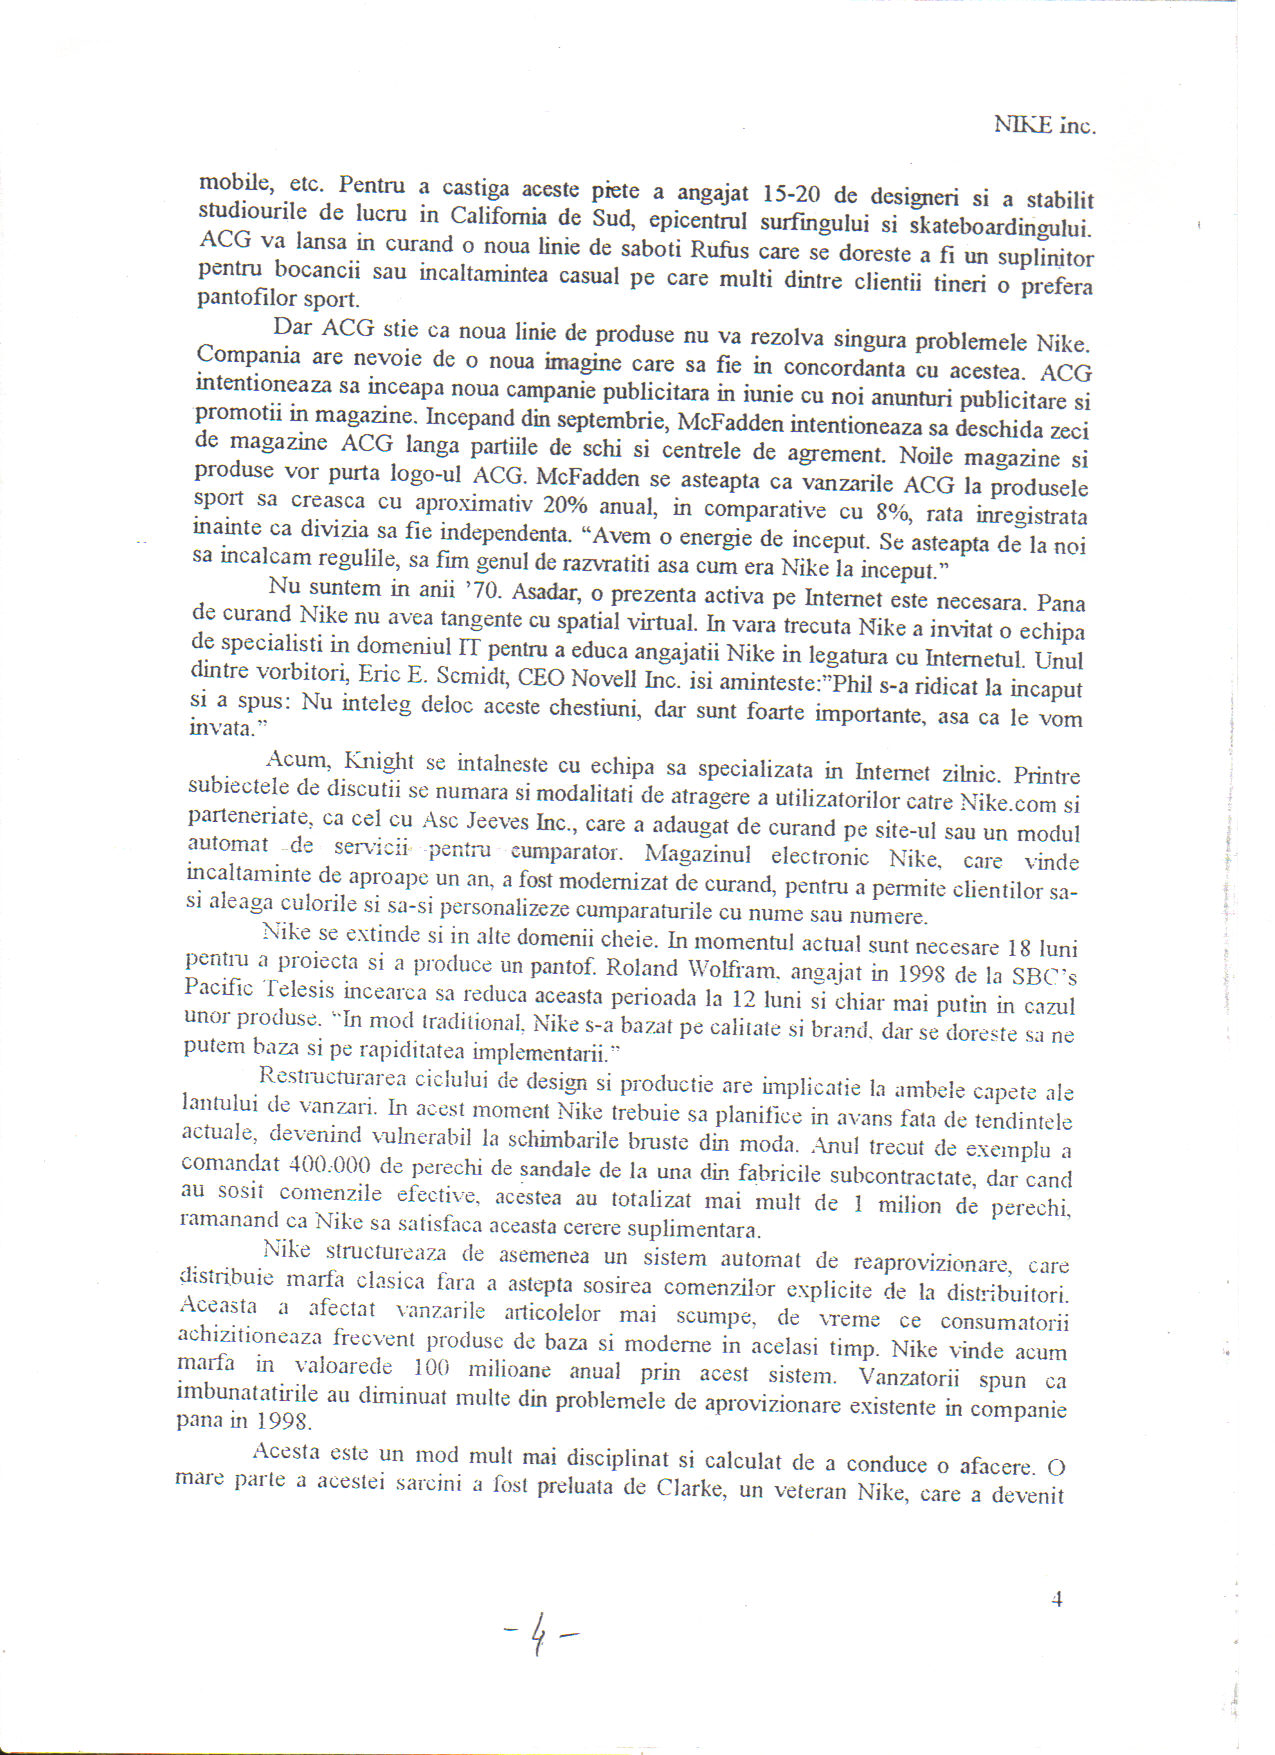 NIKE inc.
mobile, etc. Pentru a castiga aceste piete a angajat 15-20 de designeri si a stabilit
studiourile de lucru in California de Sud, epicentrul surfingului si skateboardingului.
ACG va lansa in curand o noua linie de saboti Rufus care se doreste a fi un suplinitor
pentru bocancii sau incaltamintea casual pe care multi dintre clientii tineri o prefera
pantofilor sport.
Dar ACG stie ca noua linie de produse nu va rezolva singura problemele Nike.
Compania are nevoie de o noua imagine care sa fie in concordanta cu acestea. ACG
intentioneaza sa inceapa noua campanie publicitara in iunie cu noi anunturi publicitare si
promotii in magazine. Incepand din septembrie, McFadden intentioneaza sa deschida zeci
de magazine ACG langa partiile de schi si centrele de agrement. Noile magazine si
produse vor purta logo-ul ACG. McFadden se asteapta ca vanzarile ACG la produsele
sport sa creasca cu aproximativ 20% anual, in comparative cu 8%, rata inregistrata
inainte ca divizia sa fie independenta. “Avem o energie de inceput. Se asteapta de la noi
sa incalcam regulile, sa fim genul de razvratiti asa cum era Nike la inceput.”
Nu suntem in anii ’70. Asadar, o prezenta activa pe Internet este necesara. Pana
de curand Nike nu avea tangente cu spatial virtual. In vara trecuta Nike a invitat o echipa
de specialisti in domeniul IT pentru a educa angajatii Nike in legatura cu Internetul. Unul
dintre vorbitori, Eric E. Scmidt, CEO Novell Inc. isi aminteste:”Phil s-a ridicat la incaput
si a spus: Nu inteleg deloc aceste chestiuni, dar sunt foarte importante, asa ca le vom
invata.”
Acum, Knight se intalneste cu echipa sa specializata in Internet zilnic. Printre
subiectele de discutii se numara si modalitati de atragere a utilizatorilor catre Nike.com si
parteneriate, ca cel cu Asc Jeeves Inc., care a adaugat de curand pe site-ul sau un modul
automat de servicii pentru cumparator. Magazinul electronic Nike, care vinde
incaltaminte de aproape un an, a fost modernizat de curand, pentru a permite clientilor sa-
si aleaga culorile si sa-si personalizeze cumparaturile cu nume sau numere.
Nike se extinde si in alte domenii cheie. In momentul actual sunt necesare 18 luni
pentru a proiecta si a produce un pantof. Roland Wolfram, angajat in 1998 de la SBC's
Pacific Telesis incearca sa reduca aceasta perioada la 12 luni si chiar mai putin in cazul
unor produse. “In mod traditional, Nike s-a bazat pe calitate si brand, dar se doreste sa ne
putem baza si pe rapiditatea implementarii.”
Restructurarea ciclului de design si productie are implicatie la ambele capete ale
lantului de vanzari. In acest moment Nike trebuie sa planifice in avans fata de tendintele
actuale, devenind vulnerabil la schimbarile bruste din moda. Anul trecut de exemplu a
comandat 400.000 de perechi de sandale de la una din fabricile subcontractate, dar cand
au sosit comenzile efective, acestea au totalizat mai mult de 1 milion de perechi,
ramanand ca Nike sa satisfaca aceasta cerere suplimentara.
Nike structureaza de asemenea un sistem automat de reaprovizionare, care
distribuie marfa clasica fara a astepta sosirea comenzilor explicite de la distribuitori.
Aceasta a afectat vanzarile articolelor mai scumpe, de vreme ce consumatorii
achizitioneaza frecvent produse de baza si moderne in acelasi timp. Nike vinde acum
marfa in valoarede 100 milioane anual prin acest sistem. Vanzatorii spun ca
imbunatatirile au diminuat multe din problemele de aprovizionare existente in companie
pana in 1998.
Acesta este un mod mult mai disciplinat si calculat de a conduce o afacere. O
mare parte a acestei sarcini a fost preluata de Clarke, un veteran Nike, care a devenit
4
- 4 -